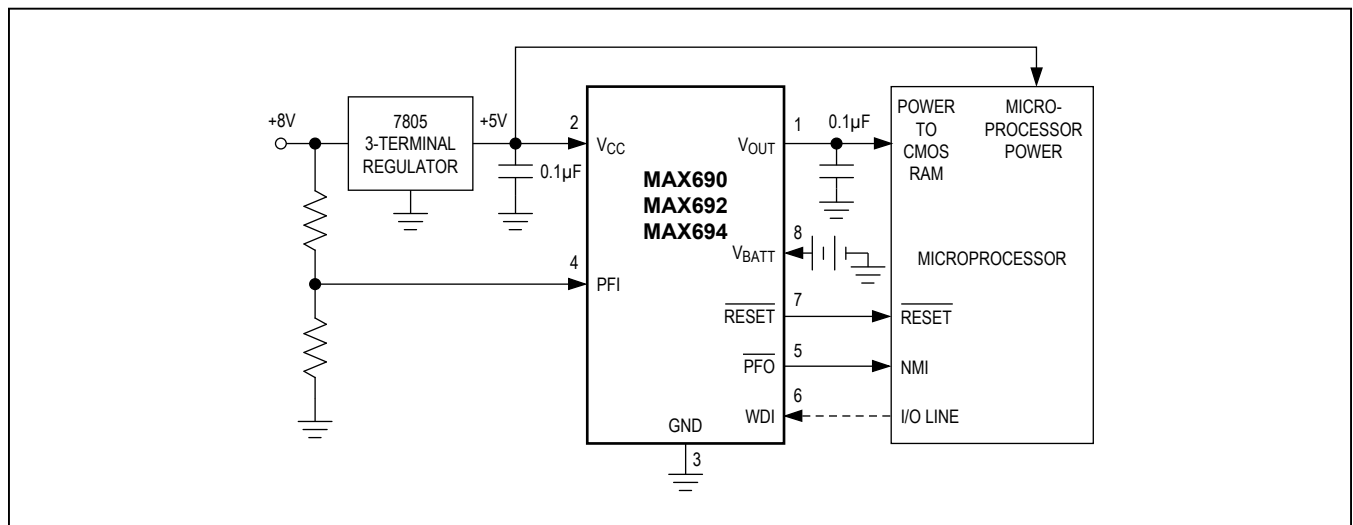 +8V
7805
3-TERMINAL
REGULATOR
+5V
0.1µF
2
VCC
4
PFI
MAX690
MAX692
MAX694
GND
3
VOUT
1
0.1µF
VBATT
8
RESET
7
PFO
5
WDI
6
POWER
TO
CMOS
RAM
MICRO-
PROCESSOR
POWER
MICROPROCESSOR
RESET
NMI
I/O LINE